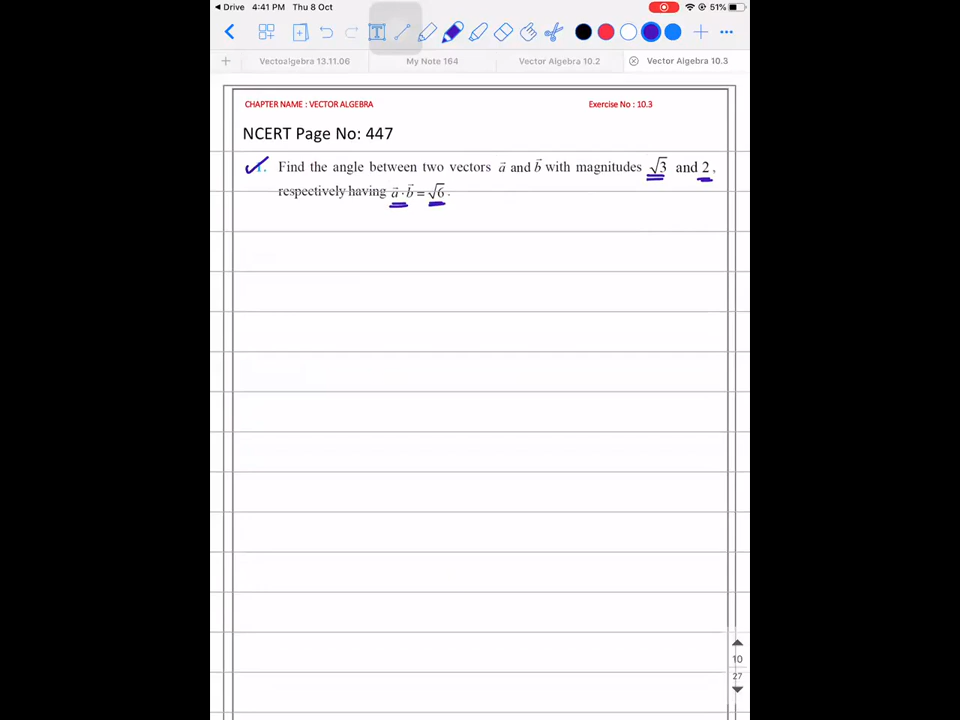 Drive 4:41 PM Thu 8 Oct 51%
T
Vectoalgebra 13.11.06 My Note 164 Vector Algebra 10.2 Vector Algebra 10.3
CHAPTER NAME : VECTOR ALGEBRA Exercise No : 10.3
NCERT Page No: 447
1. Find the angle between two vectors a⃗ and b⃗ with magnitudes √3 and 2,
respectively having a⃗ · b⃗ = √6 .
10
27